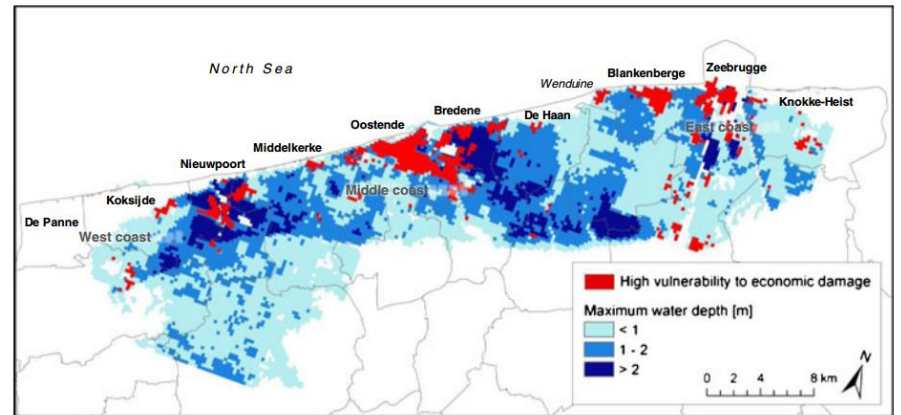 North Sea
Zeebrugge
Blankenberge
Wenduine
Knokke-Heist
Bredene
De Haan
Oostende
East coast
Middelkerke
Nieuwpoort
Middle coast
Koksijde
De Panne
West coast
High vulnerability to economic damage
Maximum water depth [m]
< 1
1 - 2
> 2
N
0 2 4 8 km